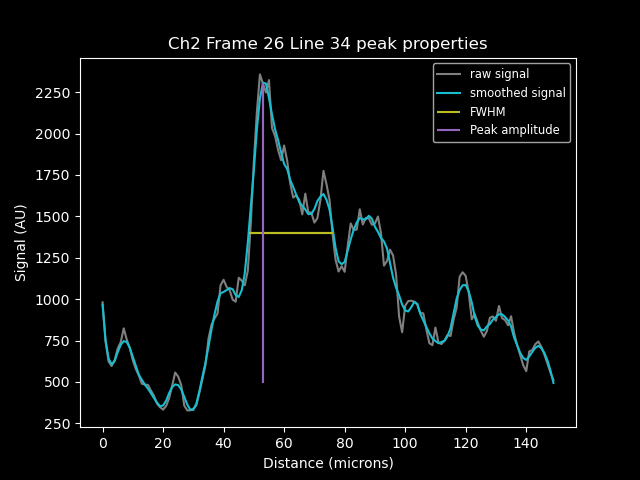 Ch2 Frame 26 Line 34 peak properties
raw signal
smoothed signal
FWHM
Peak amplitude
Signal (AU)
2250
2000
1750
1500
1250
1000
750
500
250
0 20 40 60 80 100 120 140
Distance (microns)